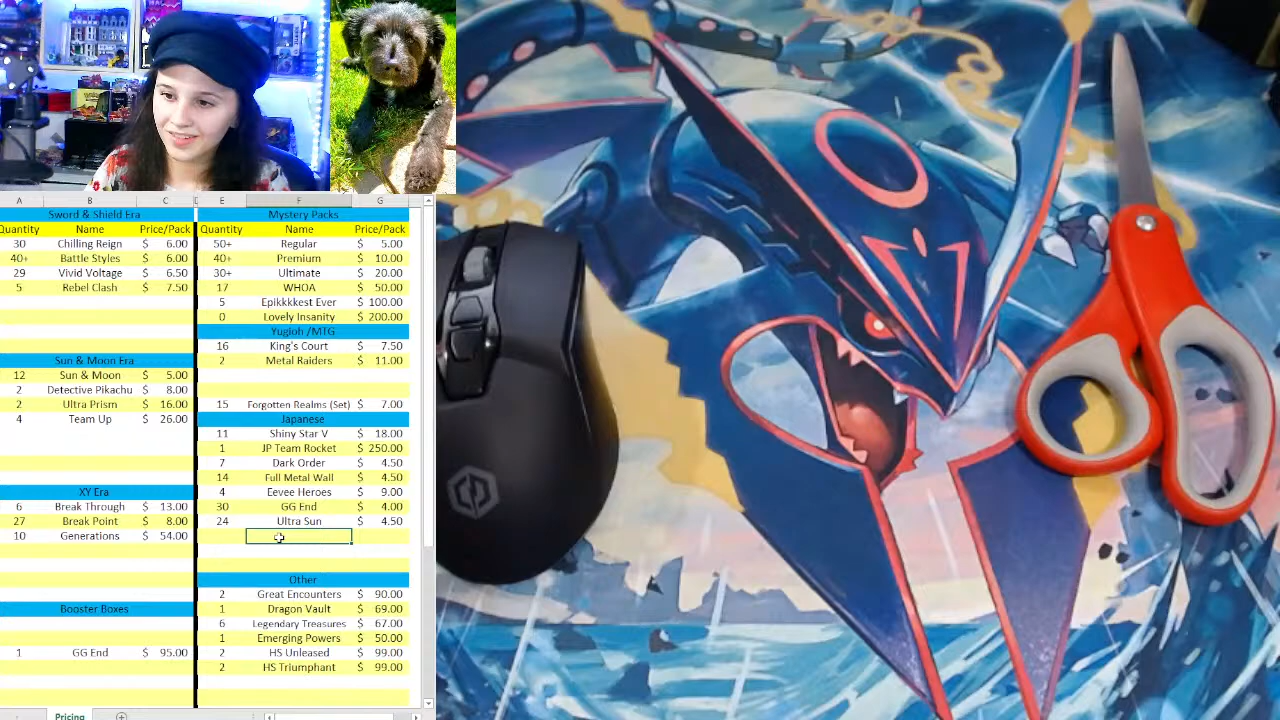 A B C E F G
Sword & Shield Era Mystery Packs
Quantity Name Price/Pack Quantity Name Price/Pack
30 Chilling Reign $ 6.00 50+ Regular $ 5.00
40+ Battle Styles $ 6.00 40+ Premium $ 10.00
29 Vivid Voltage $ 6.50 30+ Ultimate $ 20.00
5 Rebel Clash $ 7.50 17 WHOA $ 50.00
5 Epikkkkest Ever $ 100.00
0 Lovely Insanity $ 200.00
Yugioh /MTG
16 King's Court $ 7.50
Sun & Moon Era 2 Metal Raiders $ 11.00
12 Sun & Moon $ 5.00
2 Detective Pikachu $ 8.00
2 Ultra Prism $ 16.00 15 Forgotten Realms (Set) $ 7.00
4 Team Up $ 26.00 Japanese
11 Shiny Star V $ 18.00
1 JP Team Rocket $ 250.00
7 Dark Order $ 4.50
14 Full Metal Wall $ 4.50
XY Era 4 Eevee Heroes $ 9.00
6 Break Through $ 13.00 30 GG End $ 4.00
27 Break Point $ 8.00 24 Ultra Sun $ 4.50
10 Generations $ 54.00
Other
2 Great Encounters $ 90.00
Booster Boxes 1 Dragon Vault $ 69.00
6 Legendary Treasures $ 67.00
1 Emerging Powers $ 50.00
1 GG End $ 95.00 2 HS Unleased $ 99.00
2 HS Triumphant $ 99.00
Pricing